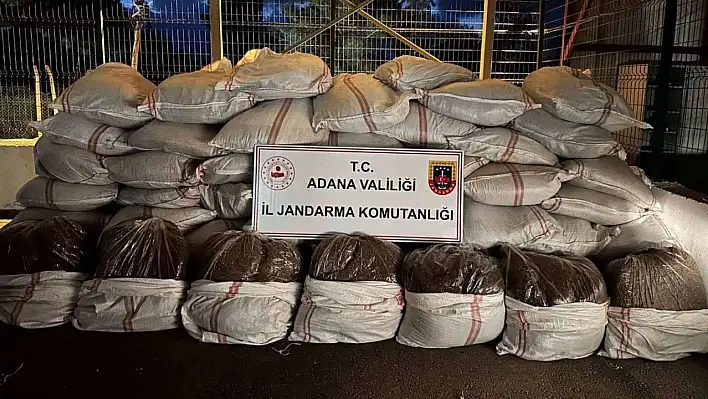 T.C.
ADANA VALİLİĞİ
İL JANDARMA KOMUTANLIĞI